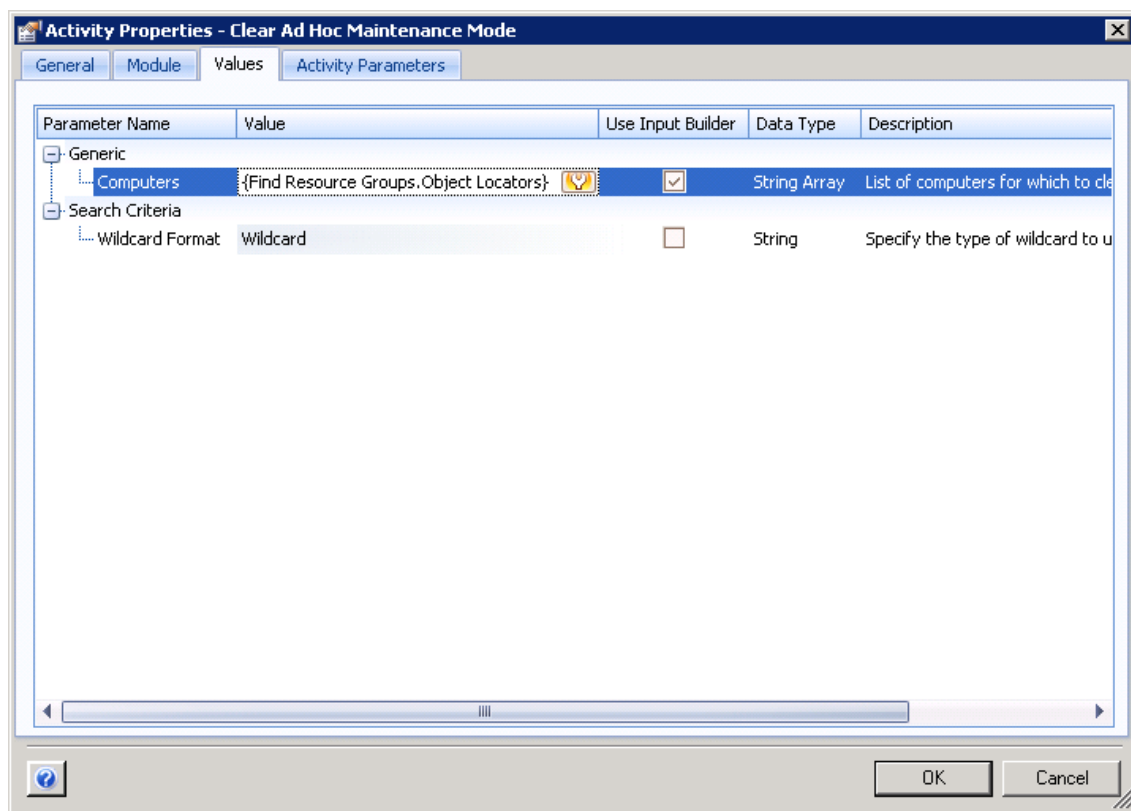 Activity Properties - Clear Ad Hoc Maintenance Mode
General Module Values Activity Parameters
Parameter Name Value Use Input Builder Data Type Description
Generic
Computers {Find Resource Groups.Object Locators} String Array List of computers for which to cle
Search Criteria
Wildcard Format Wildcard String Specify the type of wildcard to u
OK Cancel